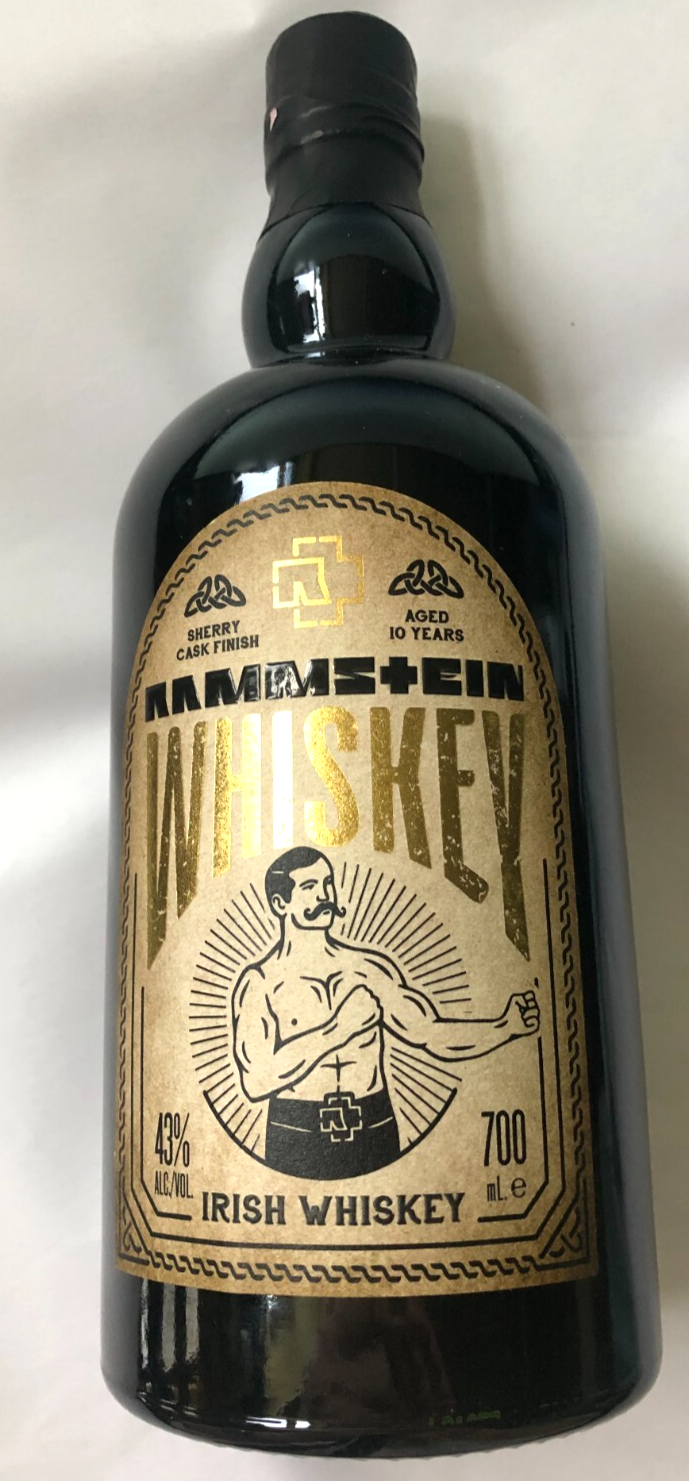 SHERRY
CASK FINISH
AGED
10 YEARS
RAMMSTEIN
WHISKEY
43%
ALC./VOL.
700
mL.e
IRISH WHISKEY